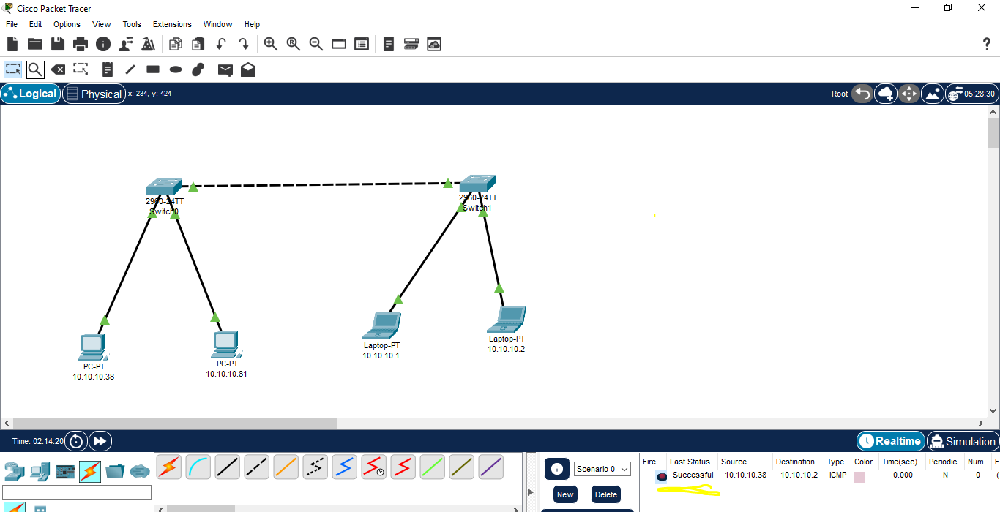 Cisco Packet Tracer
File Edit Options View Tools Extensions Window Help
Logical Physical x: 234, y: 424 Root 05:28:30
2960-24TT
Switch0
2960-24TT
Switch1
PC-PT
10.10.10.38
PC-PT
10.10.10.81
Laptop-PT
10.10.10.1
Laptop-PT
10.10.10.2
Time: 02:14:20 Realtime Simulation
Scenario 0
New Delete
Fire Last Status Source Destination Type Color Time(sec) Periodic Num E
Successful 10.10.10.38 10.10.10.2 ICMP 0.000 N 0 (